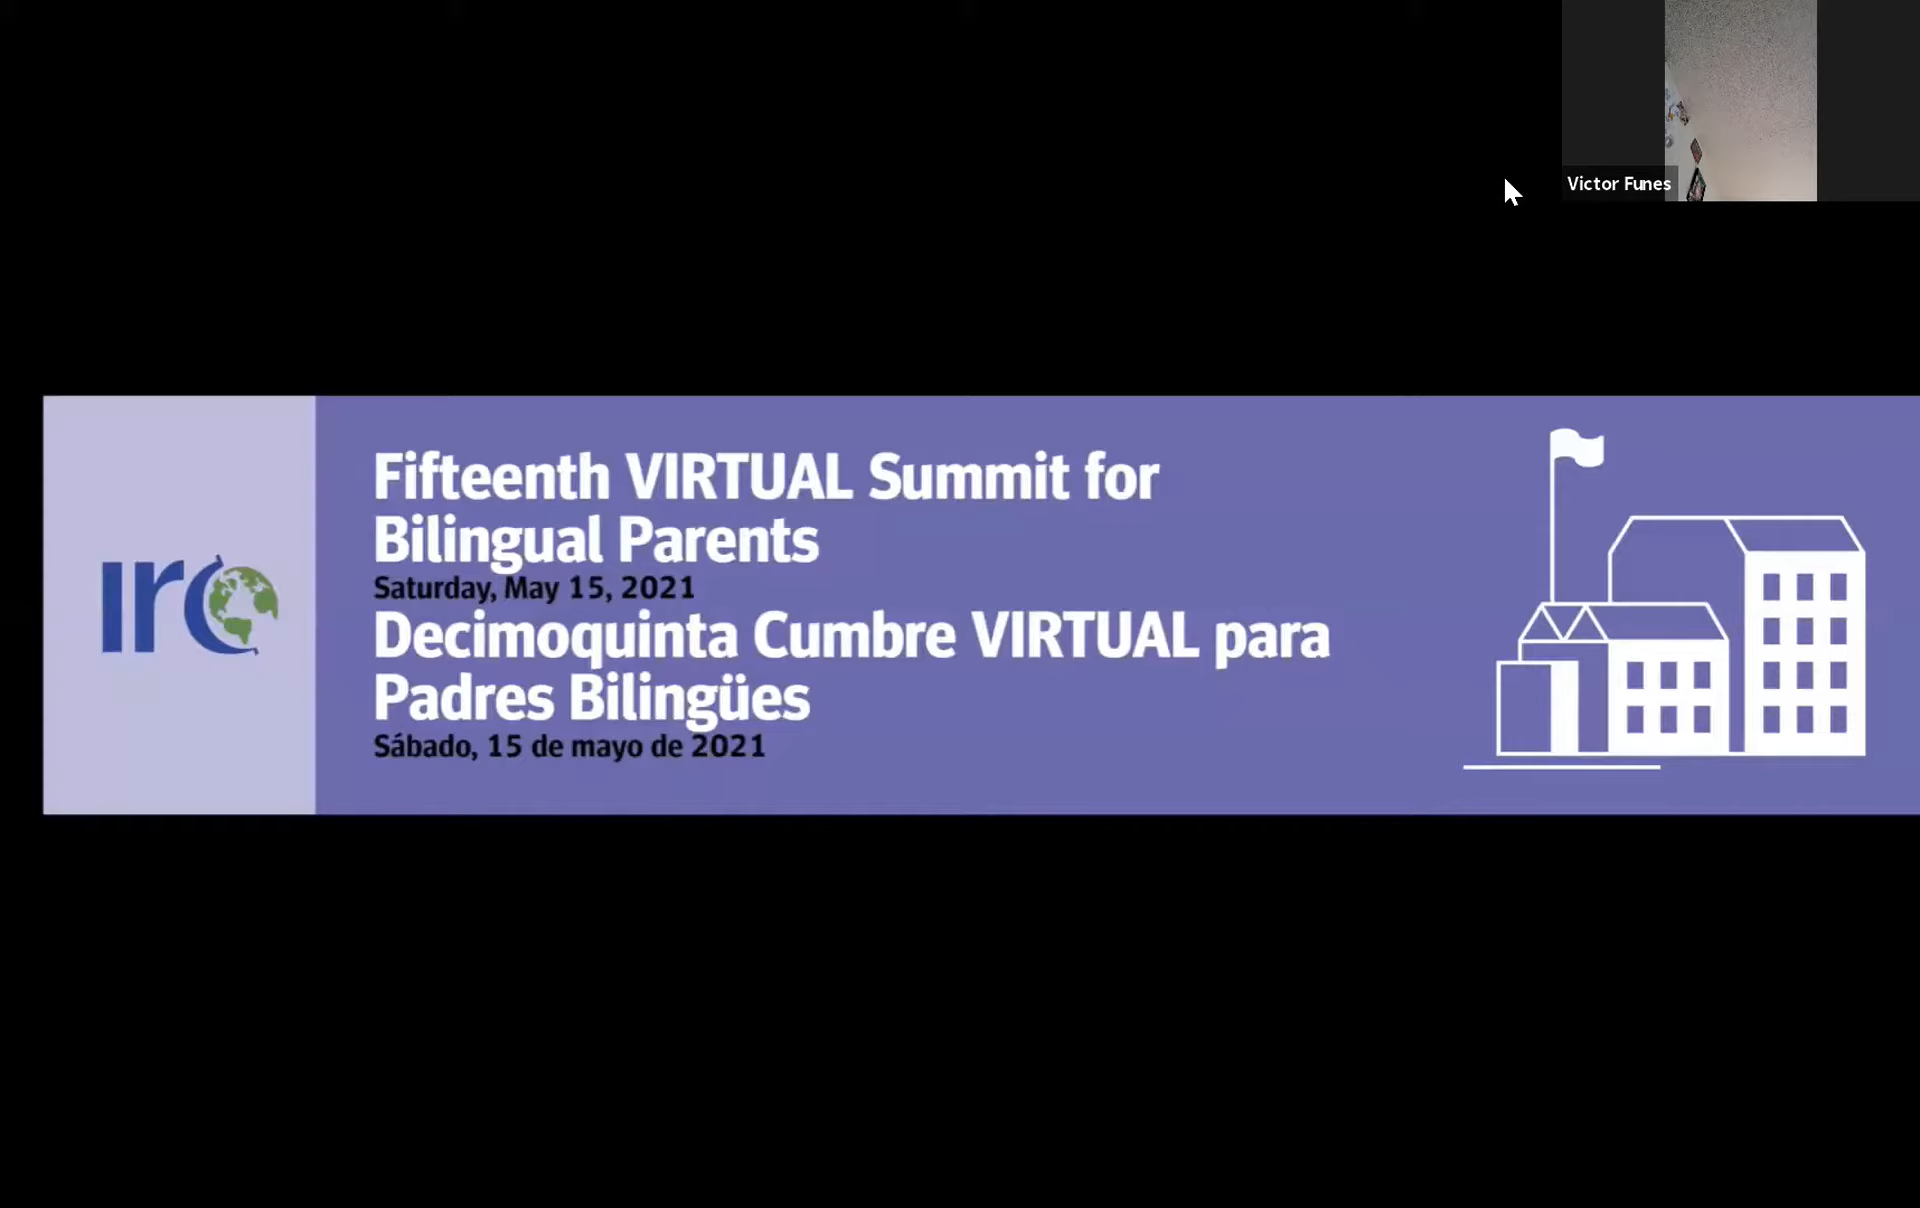 Victor Funes
irc
Fifteenth VIRTUAL Summit for
Bilingual Parents
Saturday, May 15, 2021
Decimoquinta Cumbre VIRTUAL para
Padres Bilingües
Sábado, 15 de mayo de 2021